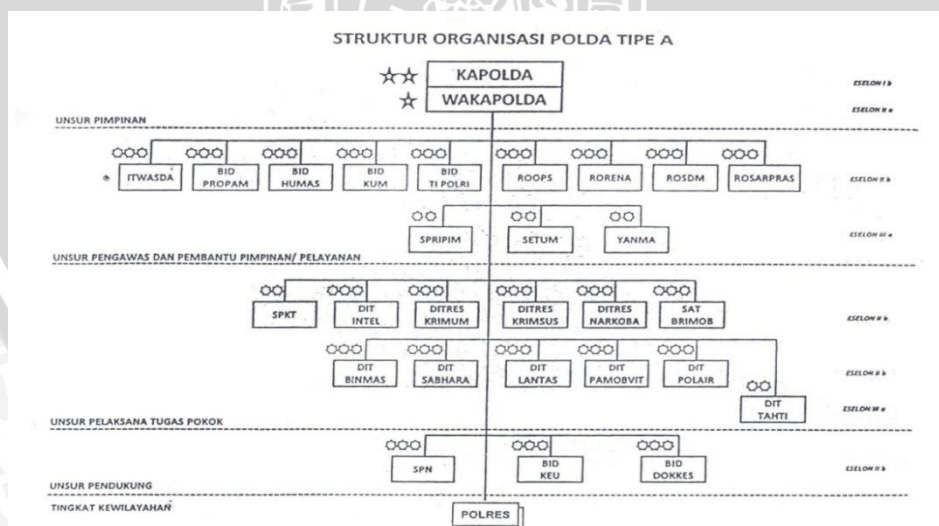 STRUKTUR ORGANISASI POLDA TIPE A
KAPOLDA
ESELON I b
WAKAPOLDA
ESELON II a
UNSUR PIMPINAN
ITWASDA
BID
PROPAM
BID
HUMAS
BID
KUM
BID
TI POLRI
ROOPS
RORENA
ROSDM
ROSARPRAS
ESELON II b
SPRIPIM
SETUM
YANMA
ESELON III a
UNSUR PENGAWAS DAN PEMBANTU PIMPINAN/ PELAYANAN
SPKT
DIT
INTEL
DITRES
KRIMUM
DITRES
KRIMSUS
DITRES
NARKOBA
SAT
BRIMOB
ESELON II b
DIT
BINMAS
DIT
SABHARA
DIT
LANTAS
DIT
PAMOBVIT
DIT
POLAIR
ESELON II b
DIT
TAHTI
ESELON III a
UNSUR PELAKSANA TUGAS POKOK
SPN
BID
KEU
BID
DOKKES
ESELON II b
UNSUR PENDUKUNG
TINGKAT KEWILAYAHAN
POLRES